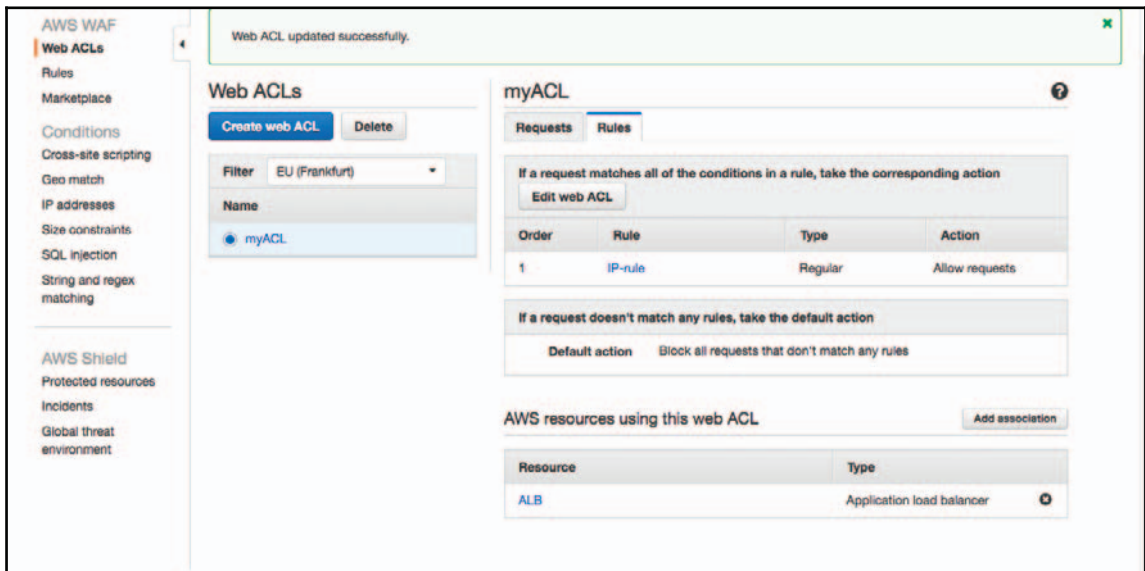 AWS WAF
Web ACLs
Rules
Marketplace
Conditions
Cross-site scripting
Geo match
IP addresses
Size constraints
SQL injection
String and regex
matching
AWS Shield
Protected resources
Incidents
Global threat
environment
Web ACL updated successfully.
Web ACLs
Create web ACL Delete
Filter EU (Frankfurt)
Name
myACL
myACL
Requests Rules
If a request matches all of the conditions in a rule, take the corresponding action
Edit web ACL
Order Rule Type Action
1 IP-rule Regular Allow requests
If a request doesn't match any rules, take the default action
Default action Block all requests that don't match any rules
AWS resources using this web ACL Add association
Resource Type
ALB Application load balancer